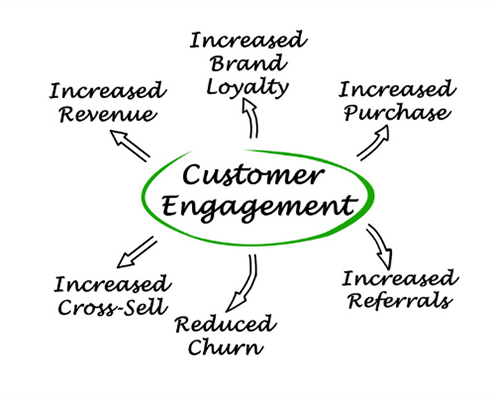 Increased
Brand
Loyalty
Increased
Revenue
Increased
Purchase
Customer
Engagement
Increased
Cross-Sell
Reduced
Churn
Increased
Referrals